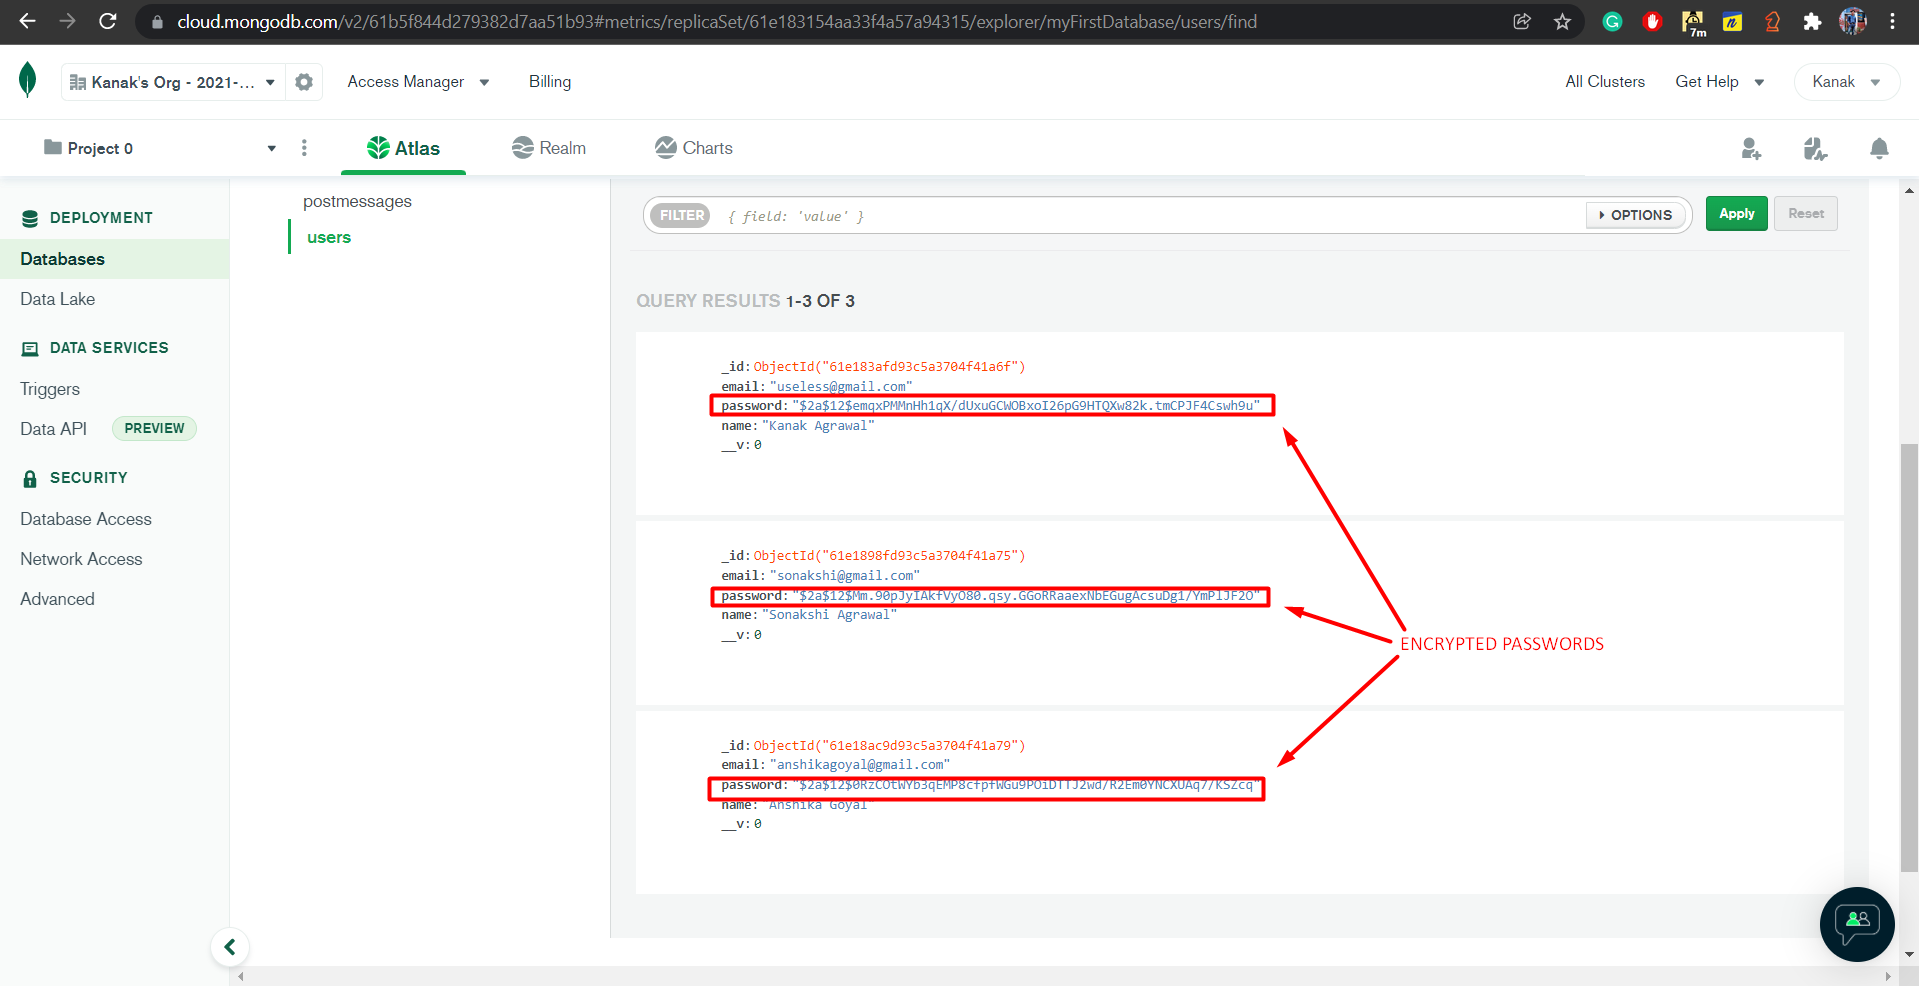 cloud.mongodb.com/v2/61b5f844d279382d7aa51b93#metrics/replicaSet/61e183154aa33f4a57a94315/explorer/myFirstDatabase/users/find
7m
Kanak's Org - 2021-...
Access Manager
Billing
All Clusters
Get Help
Kanak
Project 0
Atlas
Realm
Charts
DEPLOYMENT
Databases
Data Lake
DATA SERVICES
Triggers
Data API PREVIEW
SECURITY
Database Access
Network Access
Advanced
postmessages
users
FILTER { field: 'value' }
OPTIONS
Apply
Reset
QUERY RESULTS 1-3 OF 3
_id: ObjectId("61e183afd93c5a3704f41a6f")
email: "useless@gmail.com"
password: "$2a$12$emqxPMMnHh1qX/dUxuGCWOBxoI26pG9HTQXw82k.tmCPJF4Cswh9u"
name: "Kanak Agrawal"
__v: 0
_id: ObjectId("61e1898fd93c5a3704f41a75")
email: "sonakshi@gmail.com"
password: "$2a$12$Mm.90pJyIAkfVyO80.qsy.GGoRRaaexNbEGugAcsuDg1/YmPlJF2O"
name: "Sonakshi Agrawal"
__v: 0
_id: ObjectId("61e18ac9d93c5a3704f41a79")
email: "anshikagoyal@gmail.com"
password: "$2a$12$0RzCOtWYb3qEMP8cfpfWGu9POiDTTJ2wd/R2Em0YNCXUAq7/KSZcq"
name: "Anshika Goyal"
__v: 0
ENCRYPTED PASSWORDS